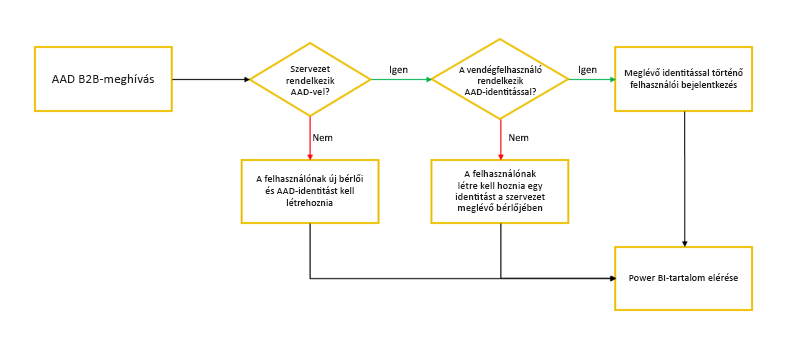 AAD B2B-meghívás
Szervezet
rendelkezik
AAD-vel?
Igen
A vendégfelhasználó
rendelkezik
AAD-identitással?
Igen
Meglévő identitással történő
felhasználói bejelentkezés
Nem
Nem
A felhasználónak új bérlői
és AAD-identitást kell
létrehoznia
A felhasználónak
létre kell hoznia egy
identitást a szervezet
meglévő bérlőjében
Power BI-tartalom elérése